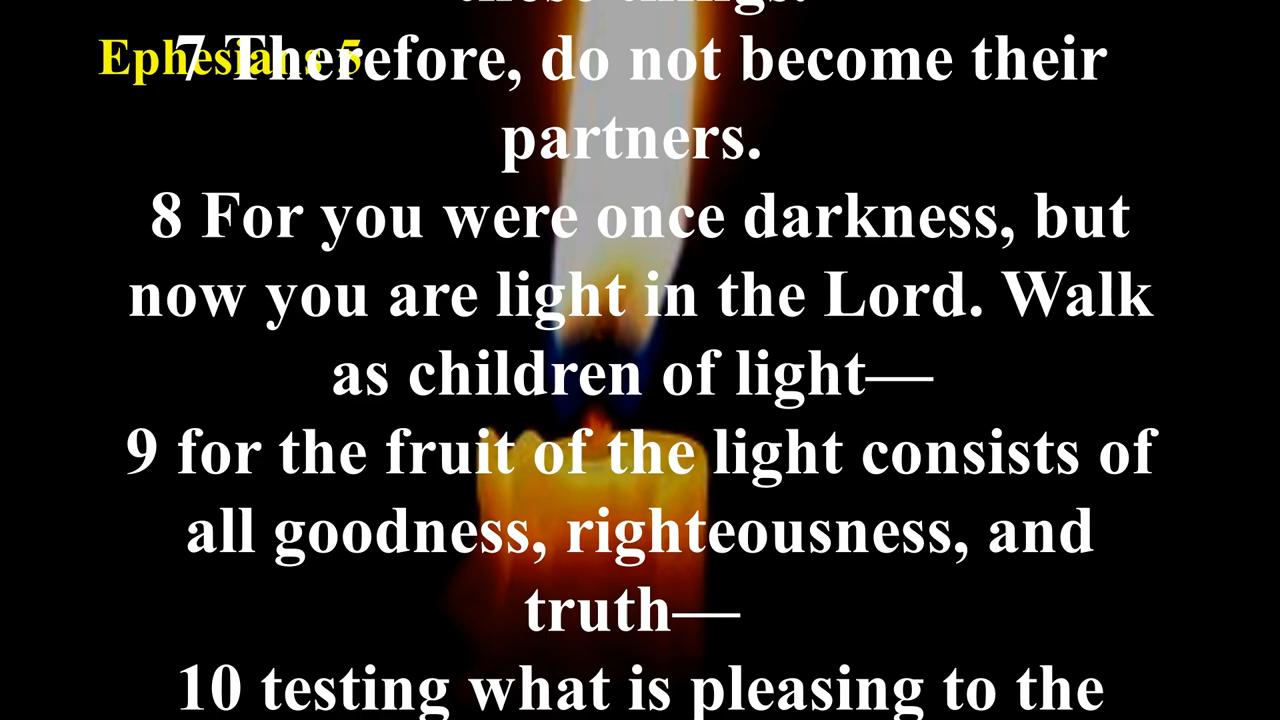 these things.
Ephesians 5
7 Therefore, do not become their
partners.
8 For you were once darkness, but
now you are light in the Lord. Walk
as children of light—
9 for the fruit of the light consists of
all goodness, righteousness, and
truth—
10 testing what is pleasing to the